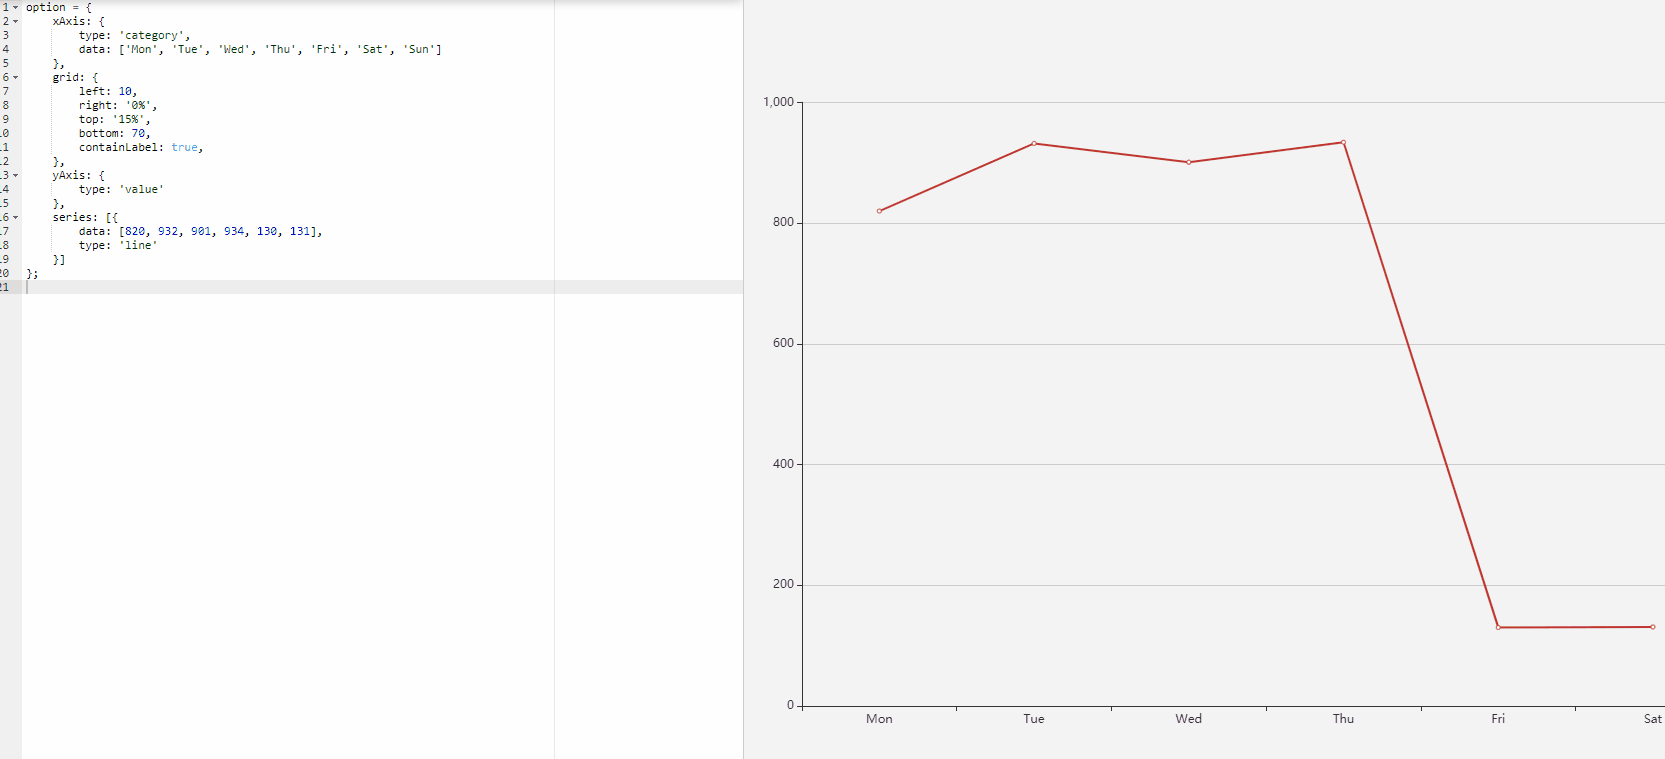 1 option = {
2 xAxis: {
3 type: 'category',
4 data: ['Mon', 'Tue', 'Wed', 'Thu', 'Fri', 'Sat', 'Sun']
5 },
6 grid: {
7 left: 10,
8 right: '0%',
9 top: '15%',
0 bottom: 70,
1 containLabel: true,
2 },
3 yAxis: {
4 type: 'value'
5 },
6 series: [{
7 data: [820, 932, 901, 934, 130, 131],
8 type: 'line'
9 }]
20 };
21
1,000
800
600
400
200
0
Mon Tue Wed Thu Fri Sat